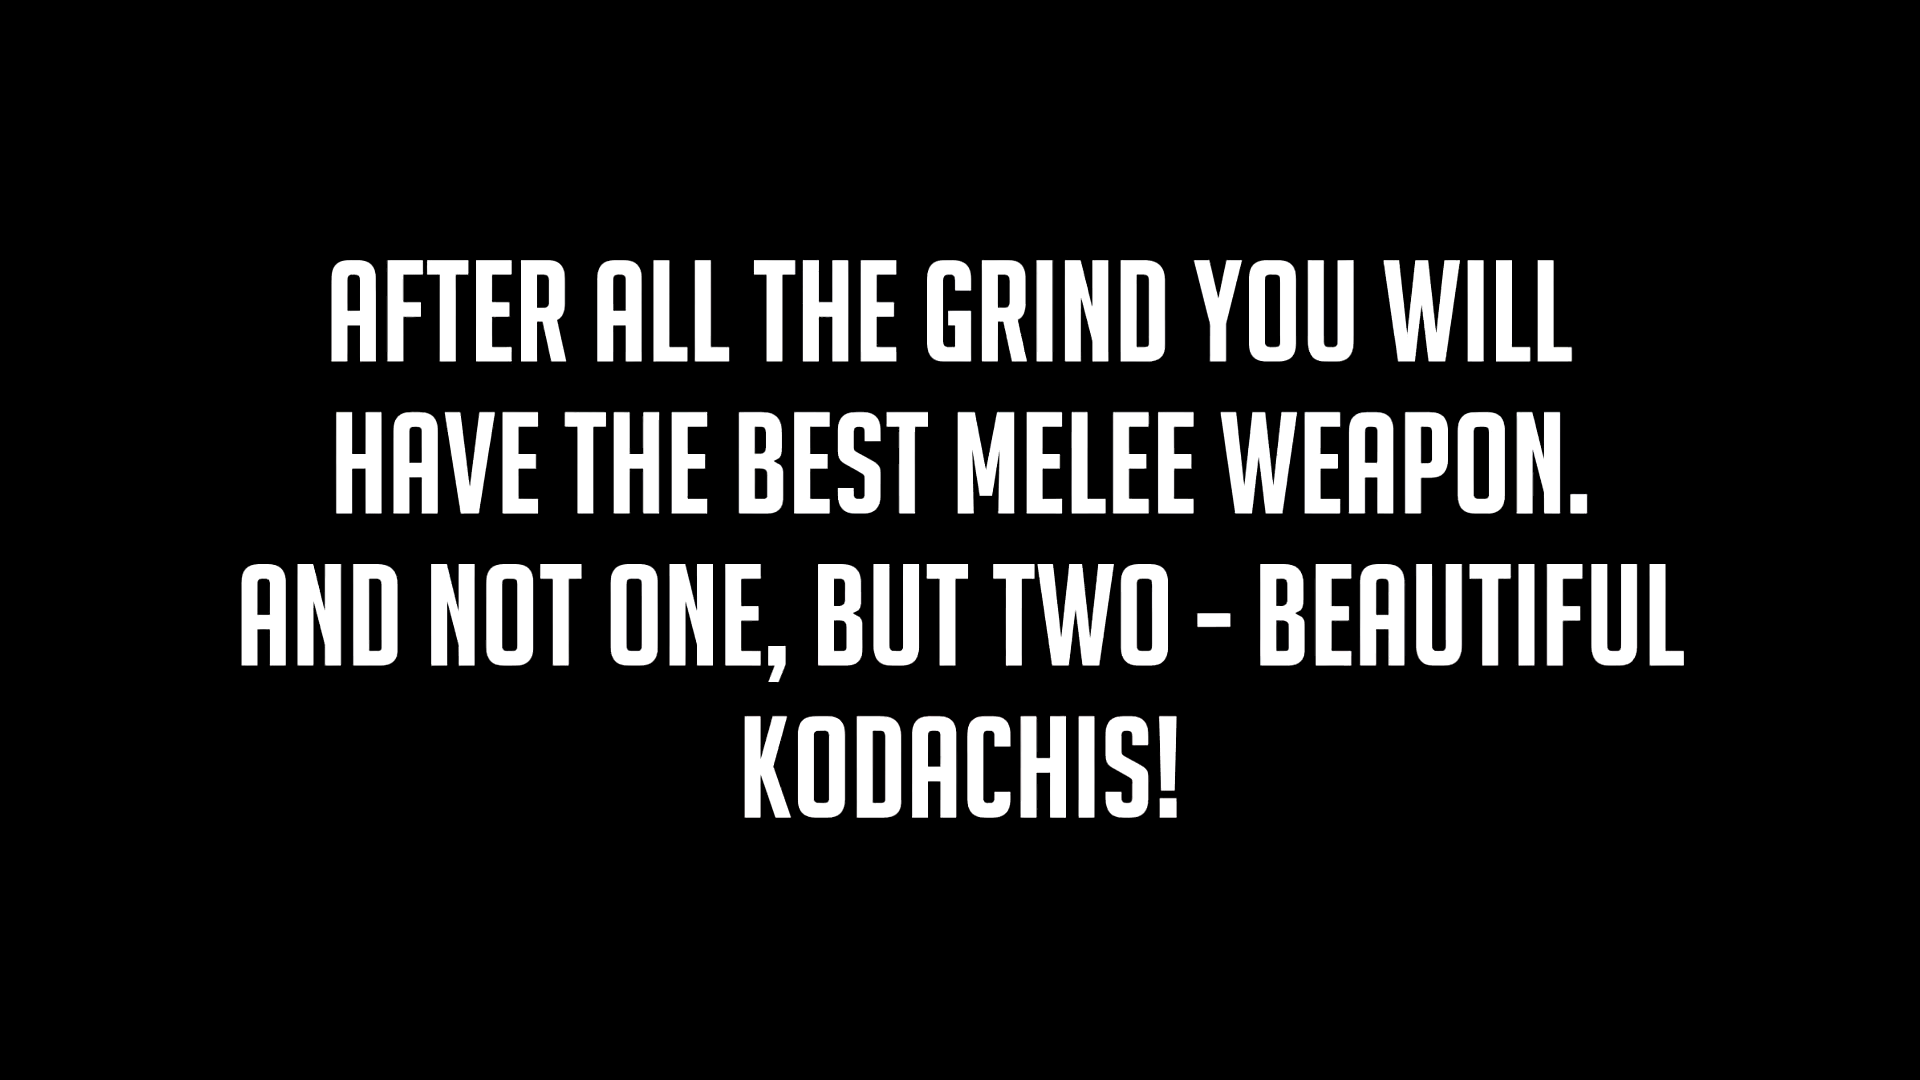 AFTER ALL THE GRIND YOU WILL
HAVE THE BEST MELEE WEAPON.
AND NOT ONE, BUT TWO - BEAUTIFUL
KODACHIS!